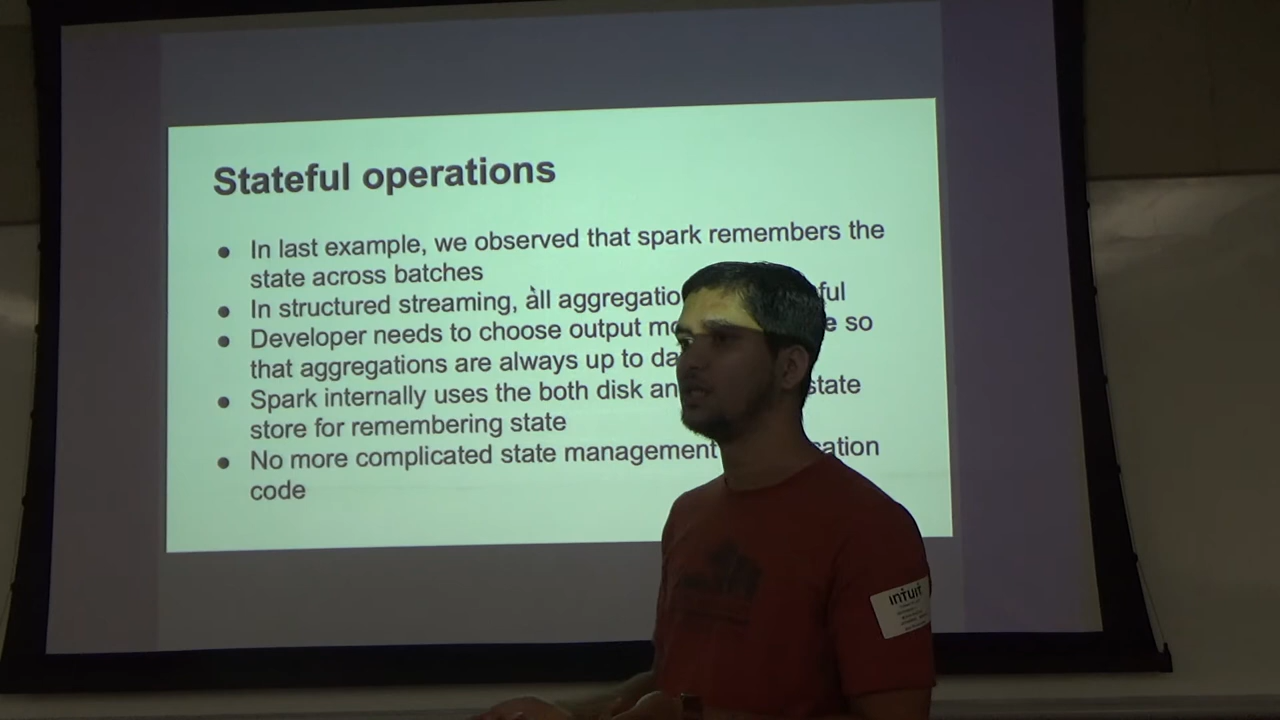 Stateful operations
● In last example, we observed that spark remembers the
state across batches
● In structured streaming, all aggregatio ful
● Developer needs to choose output mo e so
that aggregations are always up to da
● Spark internally uses the both disk an state
store for remembering state
● No more complicated state management cation
code
INTUIT